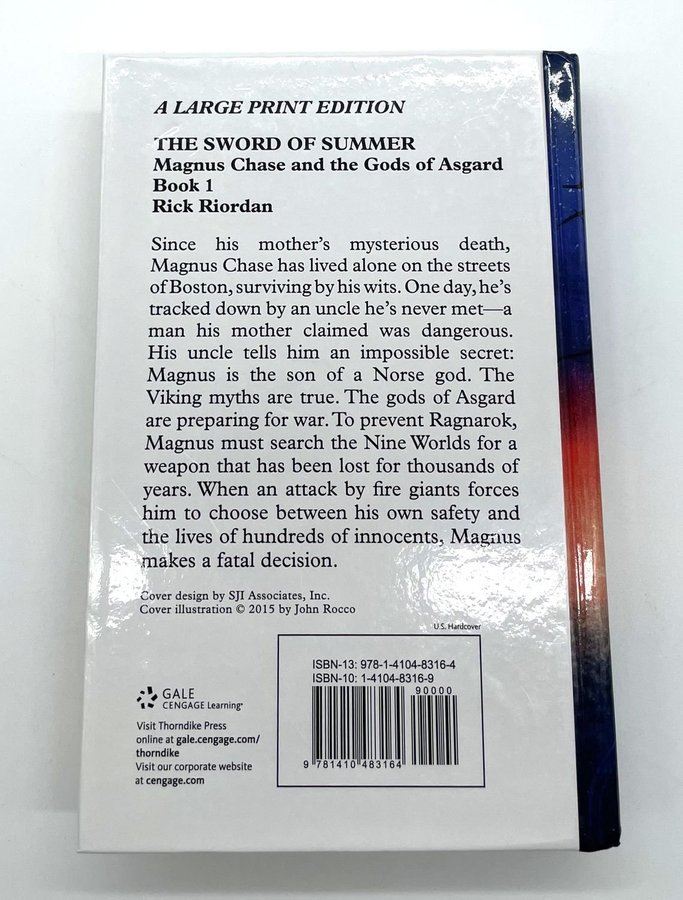 A LARGE PRINT EDITION
THE SWORD OF SUMMER
Magnus Chase and the Gods of Asgard
Book 1
Rick Riordan
Since his mother's mysterious death,
Magnus Chase has lived alone on the streets
of Boston, surviving by his wits. One day, he's
tracked down by an uncle he's never met—a
man his mother claimed was dangerous.
His uncle tells him an impossible secret:
Magnus is the son of a Norse god. The
Viking myths are true. The gods of Asgard
are preparing for war. To prevent Ragnarok,
Magnus must search the Nine Worlds for a
weapon that has been lost for thousands of
years. When an attack by fire giants forces
him to choose between his own safety and
the lives of hundreds of innocents, Magnus
makes a fatal decision.
Cover design by SJI Associates, Inc.
Cover illustration © 2015 by John Rocco
U.S. Hardcover
ISBN-13: 978-1-4104-8316-4
ISBN-10: 1-4104-8316-9
90000
9 781410 483164
GALE
CENGAGE Learning®
Visit Thorndike Press
online at gale.cengage.com/
thorndike
Visit our corporate website
at cengage.com